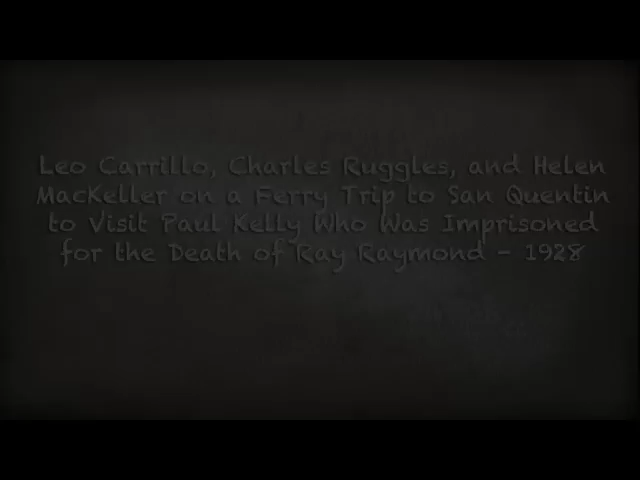 Leo Carrillo, Charles Ruggles, and Helen
MacKeller on a Ferry Trip to San Quentin
to Visit Paul Kelly Who Was Imprisoned
for the Death of Ray Raymond - 1928